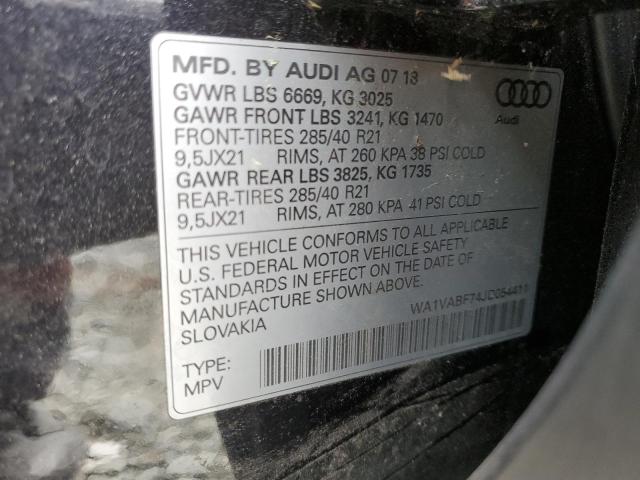 MFD. BY AUDI AG 07 18
GVWR LBS 6669, KG 3025
GAWR FRONT LBS 3241, KG 1470
FRONT-TIRES 285/40 R21
9,5JX21 RIMS, AT 260 KPA 38 PSI COLD
GAWR REAR LBS 3825, KG 1735
REAR-TIRES 285/40 R21
9,5JX21 RIMS, AT 280 KPA 41 PSI COLD
Audi
THIS VEHICLE CONFORMS TO ALL APPLICABLE
U.S. FEDERAL MOTOR VEHICLE SAFETY
STANDARDS IN EFFECT ON THE DATE OF
MANUFACTURE SHOWN ABOVE.
SLOVAKIA
WA1VABF74JD054411
TYPE:
MPV